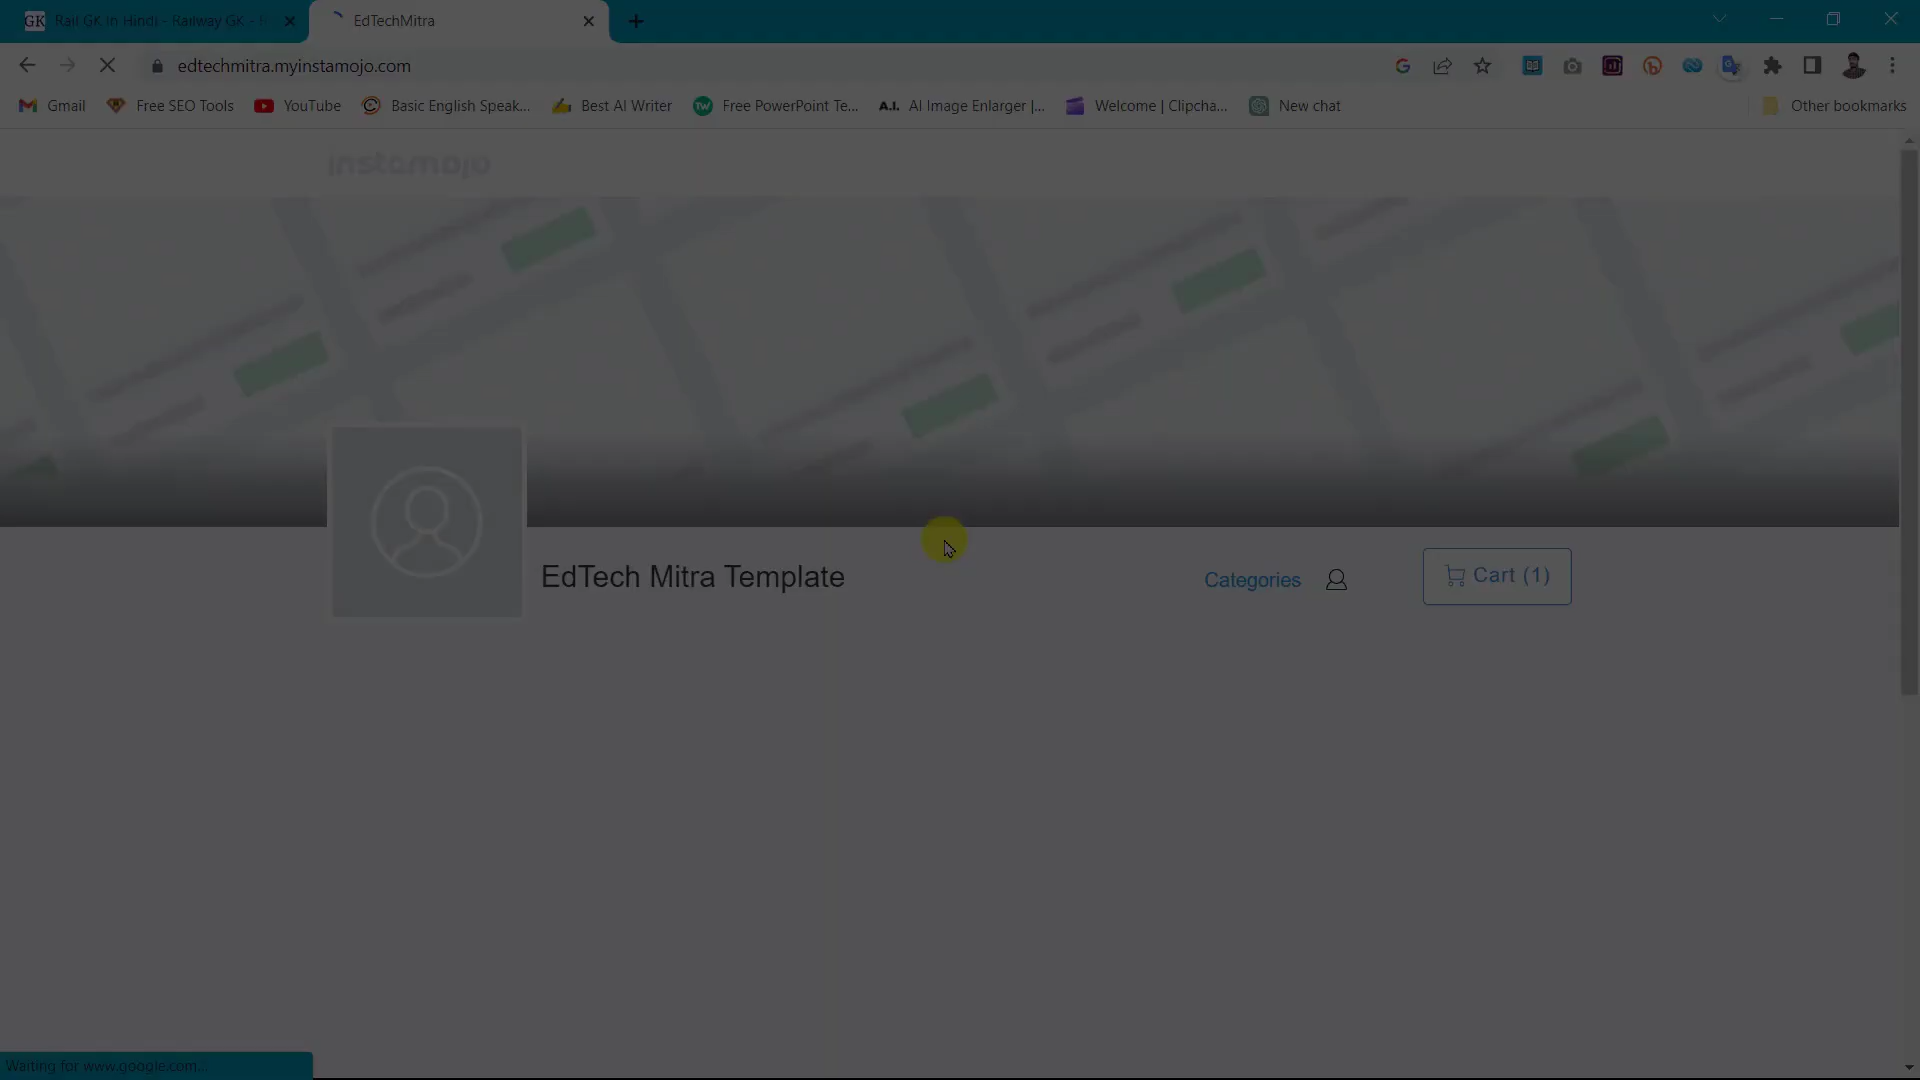 GK Rail GK in Hindi - Railway GK -
EdTechMitra
edtechmitra.myinstamojo.com
Gmail
Free SEO Tools
YouTube
Basic English Speak...
Best AI Writer
TW
Free PowerPoint Te...
A.I.
AI Image Enlarger |...
Welcome | Clipcha...
New chat
Other bookmarks
instamojo
EdTech Mitra Template
Categories
Cart (1)
Waiting for www.google.com...